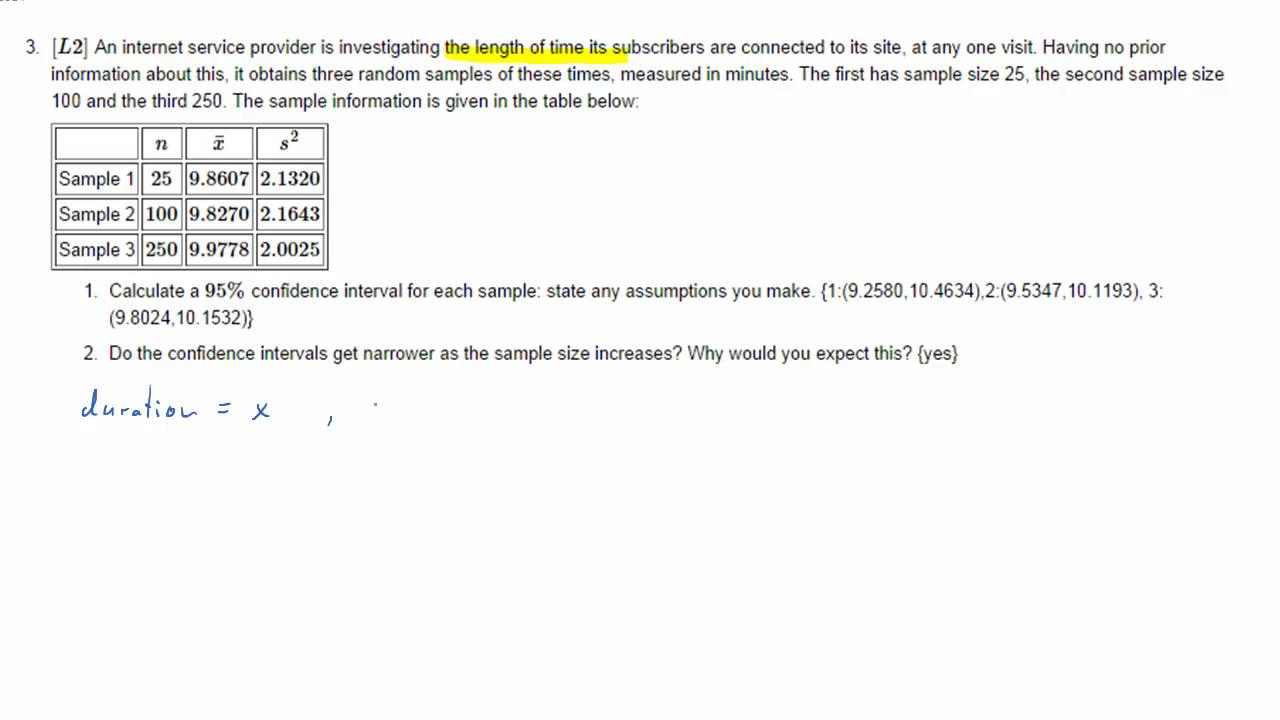 3. [L2] An internet service provider is investigating the length of time its subscribers are connected to its site, at any one visit. Having no prior
information about this, it obtains three random samples of these times, measured in minutes. The first has sample size 25, the second sample size
100 and the third 250. The sample information is given in the table below:
n x̄ s²
Sample 1 25 9.8607 2.1320
Sample 2 100 9.8270 2.1643
Sample 3 250 9.9778 2.0025
1. Calculate a 95% confidence interval for each sample: state any assumptions you make. {1:(9.2580,10.4634),2:(9.5347,10.1193), 3:
(9.8024,10.1532)}
2. Do the confidence intervals get narrower as the sample size increases? Why would you expect this? {yes}
duration = x ,